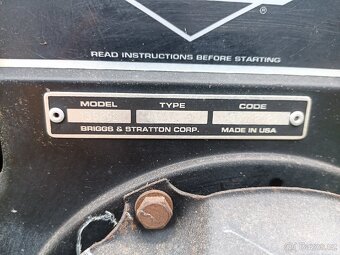 ®
READ INSTRUCTIONS BEFORE STARTING
MODEL TYPE CODE
BRIGGS & STRATTON CORP. MADE IN USA